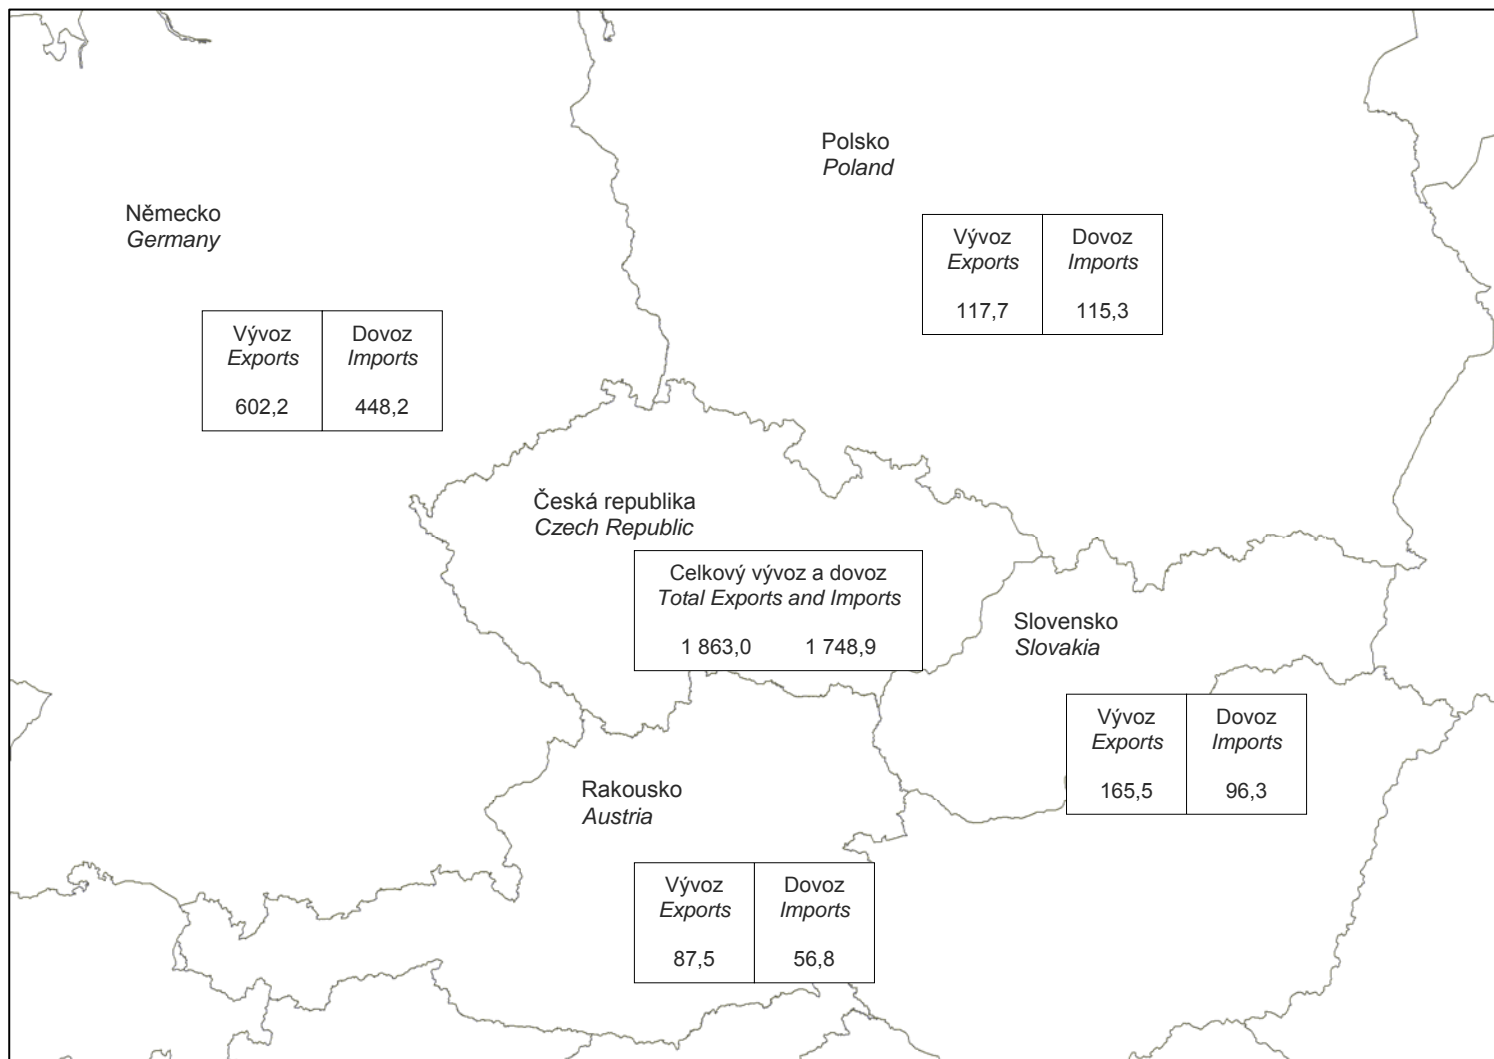 Polsko
Poland
Vývoz
Exports
117,7
Dovoz
Imports
115,3
Německo
Germany
Vývoz
Exports
602,2
Dovoz
Imports
448,2
Česká republika
Czech Republic
Celkový vývoz a dovoz
Total Exports and Imports
1 863,0 1 748,9
Slovensko
Slovakia
Vývoz
Exports
165,5
Dovoz
Imports
96,3
Rakousko
Austria
Vývoz
Exports
87,5
Dovoz
Imports
56,8